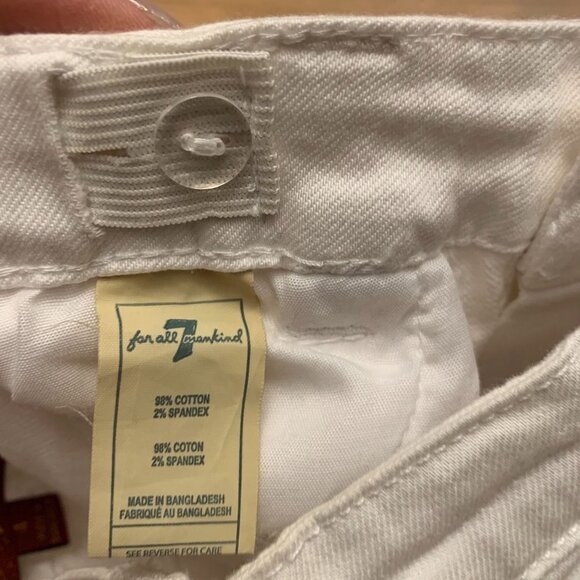 for all 7 mankind
98% COTTON
2% SPANDEX
98% COTON
2% SPANDEX
MADE IN BANGLADESH
FABRIQUÉ AU BANGLADESH
SEE REVERSE FOR CARE